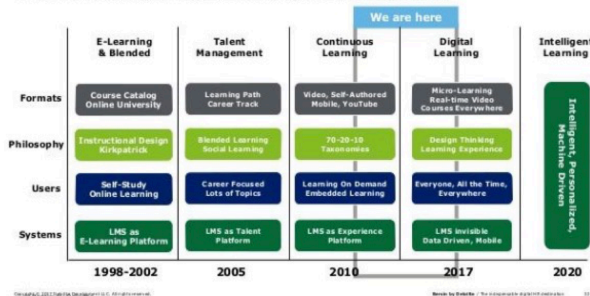 We are here
E-Learning
& Blended
Talent
Management
Continuous
Learning
Digital
Learning
Intelligent
Learning
Formats
Course Catalog
Online University
Learning Path
Career Track
Video, Self-Authored
Mobile, YouTube
Micro-Learning
Real-time Video
Courses Everywhere
Philosophy
Instructional Design
Kirkpatrick
Blended Learning
Social Learning
70-20-10
Taxonomies
Design Thinking
Learning Experience
Users
Self-Study
Online Learning
Career Focused
Lots of Topics
Learning On Demand
Embedded Learning
Everyone, All the Time,
Everywhere
Systems
LMS as
E-Learning Platform
LMS as Talent
Platform
LMS as Experience
Platform
LMS invisible
Data Driven, Mobile
Intelligent, Personalized,
Machine Driven
1998-2002
2005
2010
2017
2020